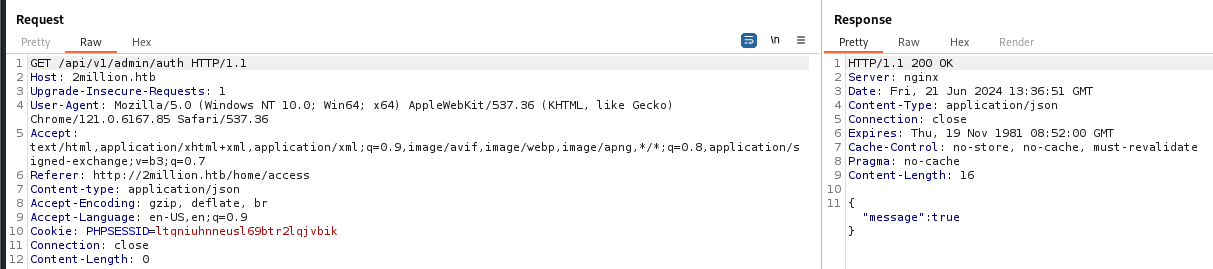 Request
Pretty Raw Hex
\n
1 GET /api/v1/admin/auth HTTP/1.1
2 Host: 2million.htb
3 Upgrade-Insecure-Requests: 1
4 User-Agent: Mozilla/5.0 (Windows NT 10.0; Win64; x64) AppleWebKit/537.36 (KHTML, like Gecko)
Chrome/121.0.6167.85 Safari/537.36
5 Accept:
text/html,application/xhtml+xml,application/xml;q=0.9,image/avif,image/webp,image/apng,*/*;q=0.8,application/s
igned-exchange;v=b3;q=0.7
6 Referer: http://2million.htb/home/access
7 Content-type: application/json
8 Accept-Encoding: gzip, deflate, br
9 Accept-Language: en-US,en;q=0.9
10 Cookie: PHPSESSID=ltqniuhnneusl69btr2lqjvbik
11 Connection: close
12 Content-Length: 0
Response
Pretty Raw Hex Render
1 HTTP/1.1 200 OK
2 Server: nginx
3 Date: Fri, 21 Jun 2024 13:36:51 GMT
4 Content-Type: application/json
5 Connection: close
6 Expires: Thu, 19 Nov 1981 08:52:00 GMT
7 Cache-Control: no-store, no-cache, must-revalidate
8 Pragma: no-cache
9 Content-Length: 16
10
11 {
"message":true
}